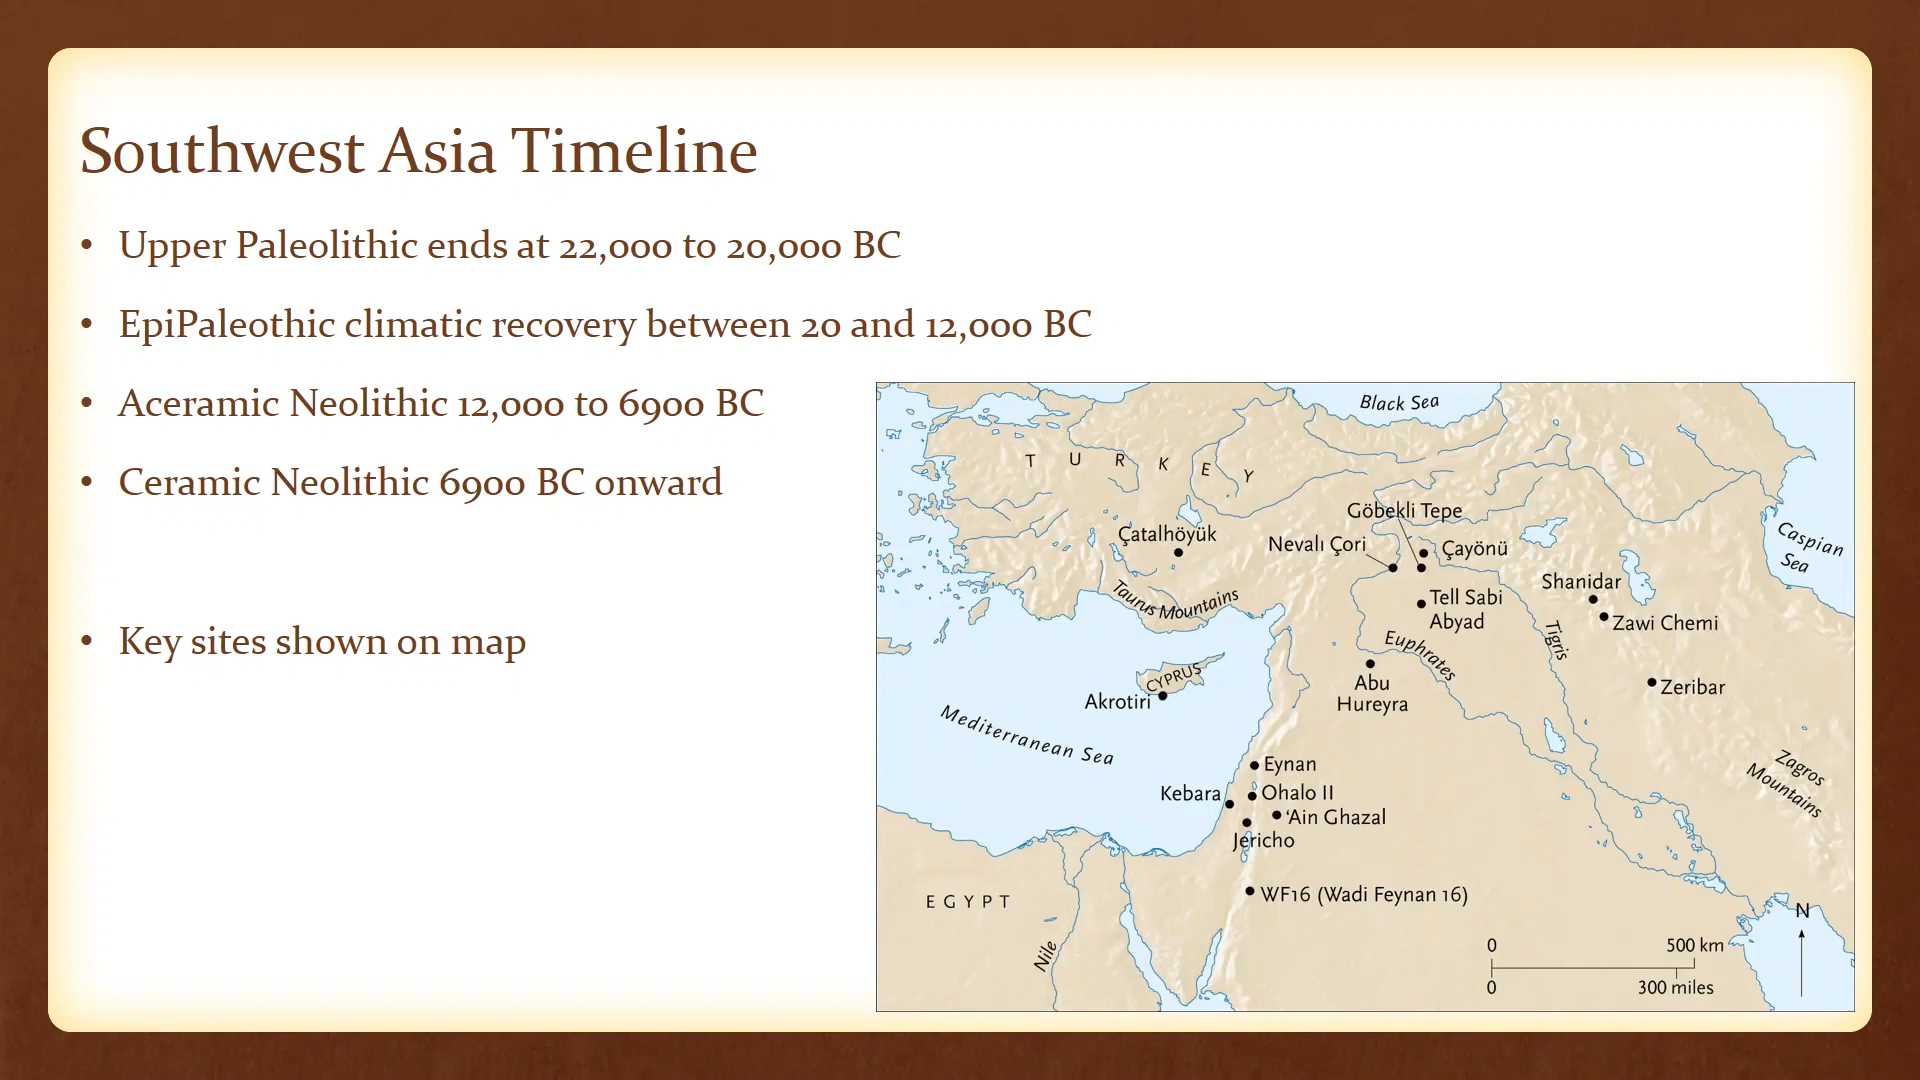 Southwest Asia Timeline
• Upper Paleolithic ends at 22,000 to 20,000 BC
• EpiPaleothic climatic recovery between 20 and 12,000 BC
• Aceramic Neolithic 12,000 to 6900 BC
• Ceramic Neolithic 6900 BC onward
• Key sites shown on map
Black Sea
TURKEY
Göbekli Tepe
Çatalhöyük
Nevalı Çori
Çayönü
Caspian
Sea
Shanidar
Taurus Mountains
Tell Sabi
Abyad
Zawi Chemi
Tigris
Euphrates
CYPRUS
Akrotiri
Abu
Hureyra
Zeribar
Mediterranean Sea
Eynan
Zagros
Mountains
Kebara
Ohalo II
‘Ain Ghazal
Jericho
EGYPT
WF16 (Wadi Feynan 16)
N
Nile
0 500 km
0 300 miles